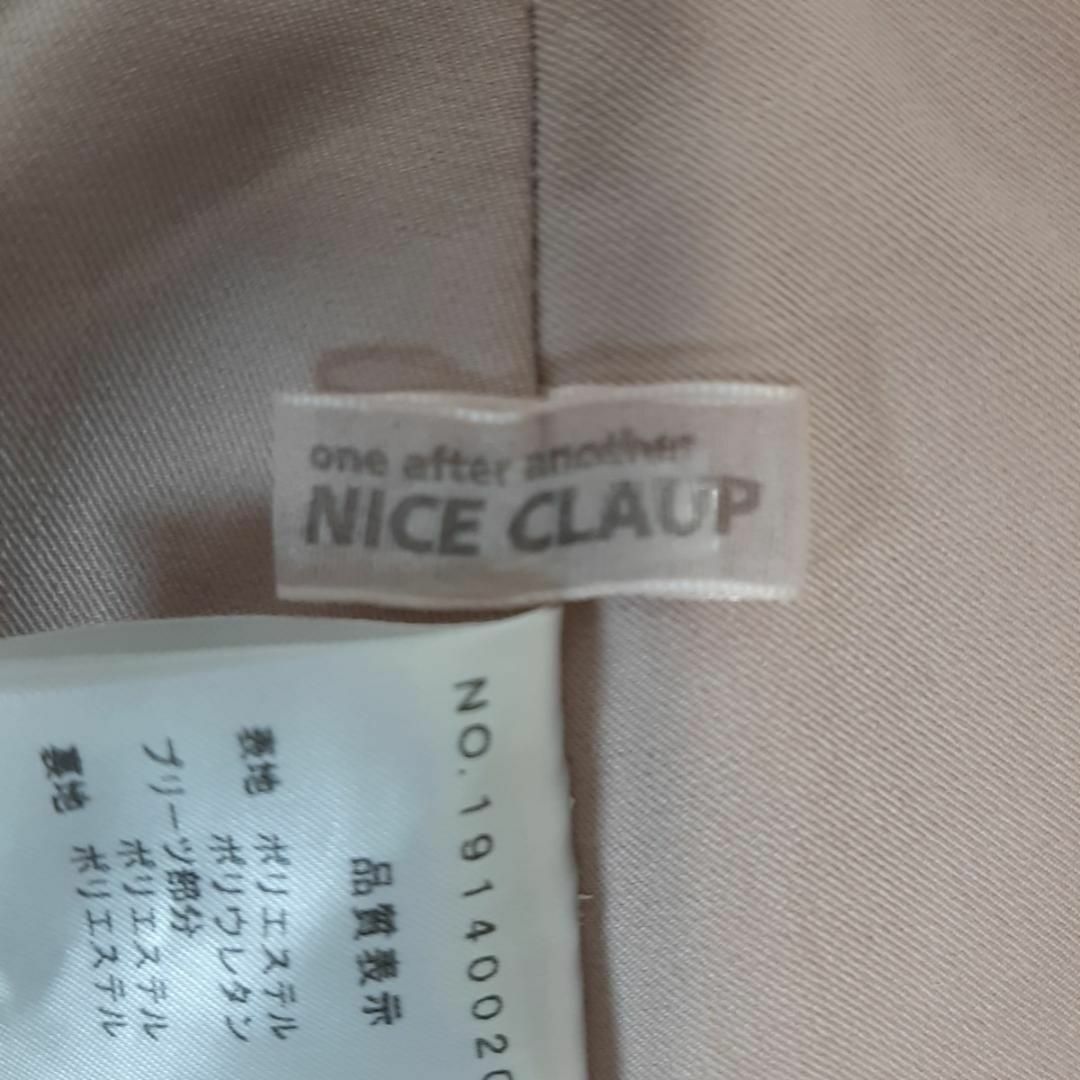 one after another
NICE CLAUP
NO.1914002
品質表示
表地 ポリエステル
ポリウレタン
プリーツ部分
ポリエステル
裏地 ポリエステル